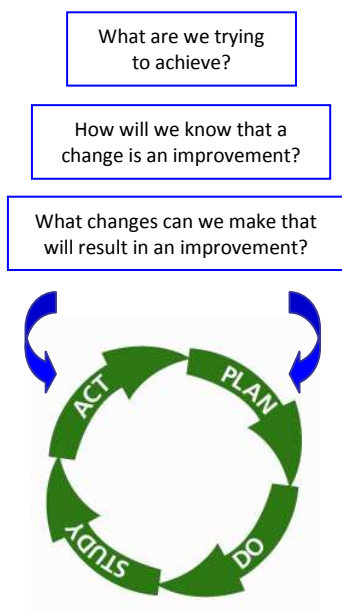 What are we trying
to achieve?
How will we know that a
change is an improvement?
What changes can we make that
will result in an improvement?
ACT
PLAN
STUDY
DO